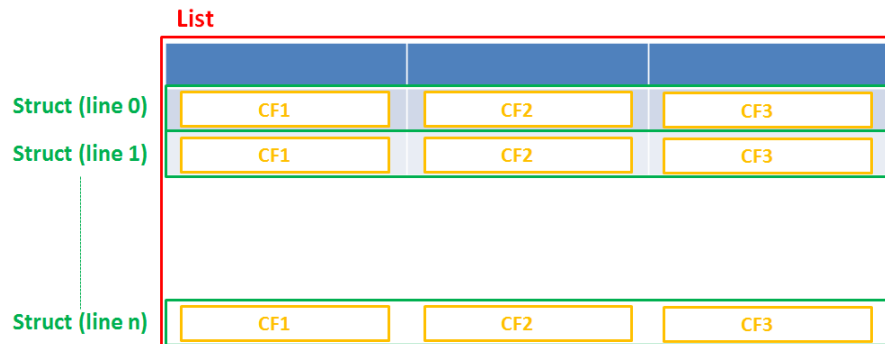 List
Struct (line 0) CF1 CF2 CF3
Struct (line 1) CF1 CF2 CF3
Struct (line n) CF1 CF2 CF3